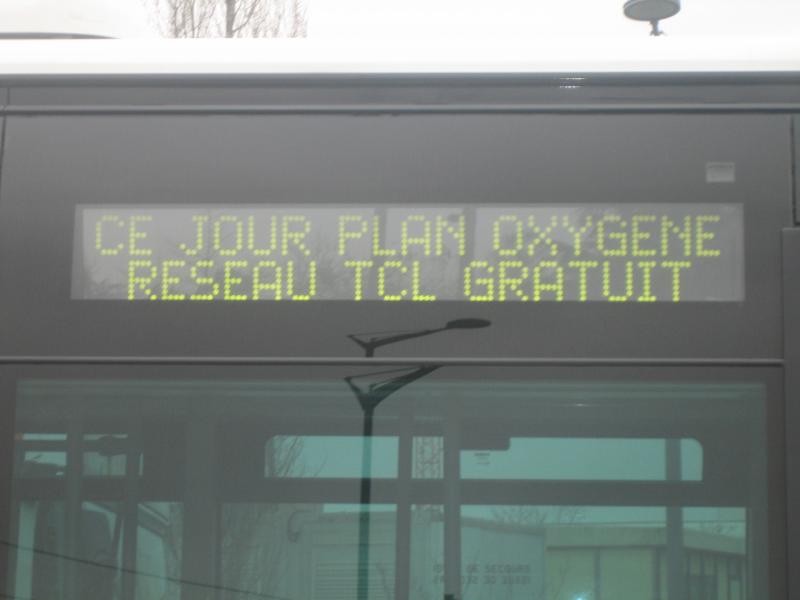 CE JOUR PLAN OXYGENE
RESEAU TCL GRATUIT